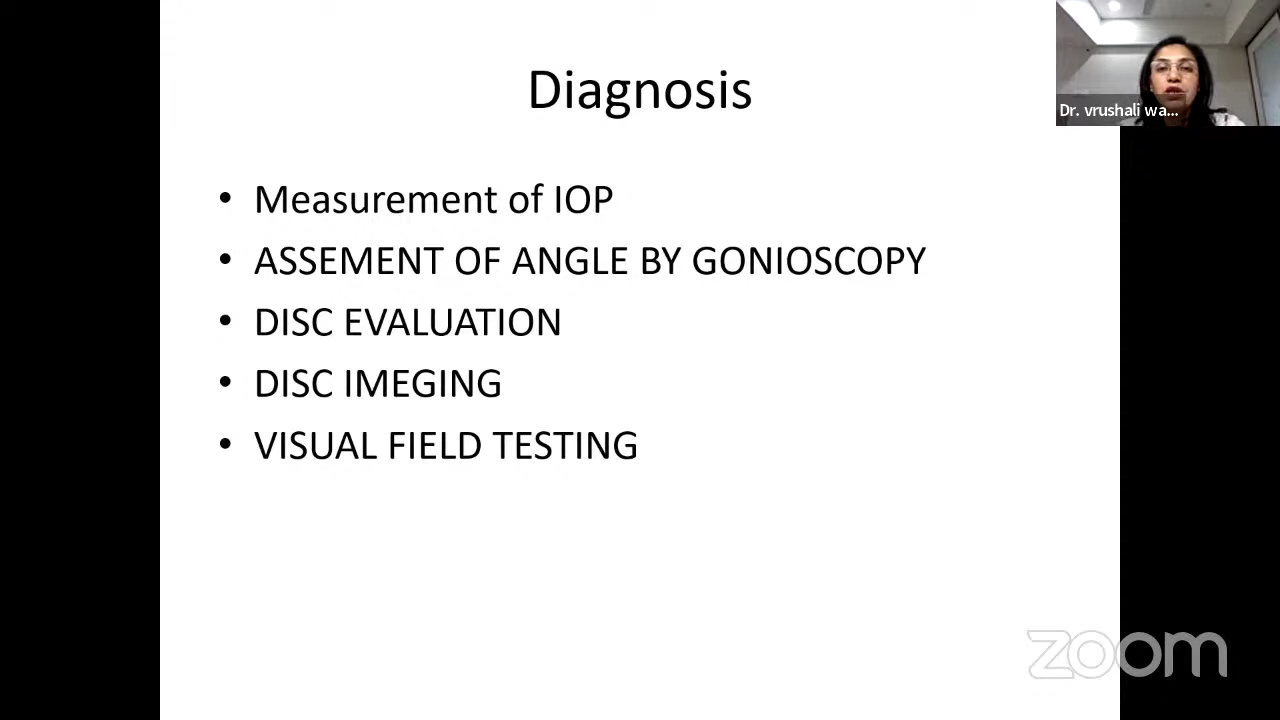 Diagnosis
Dr. vrushali wa...
• Measurement of IOP
• ASSEMENT OF ANGLE BY GONIOSCOPY
• DISC EVALUATION
• DISC IMEGING
• VISUAL FIELD TESTING
zoom